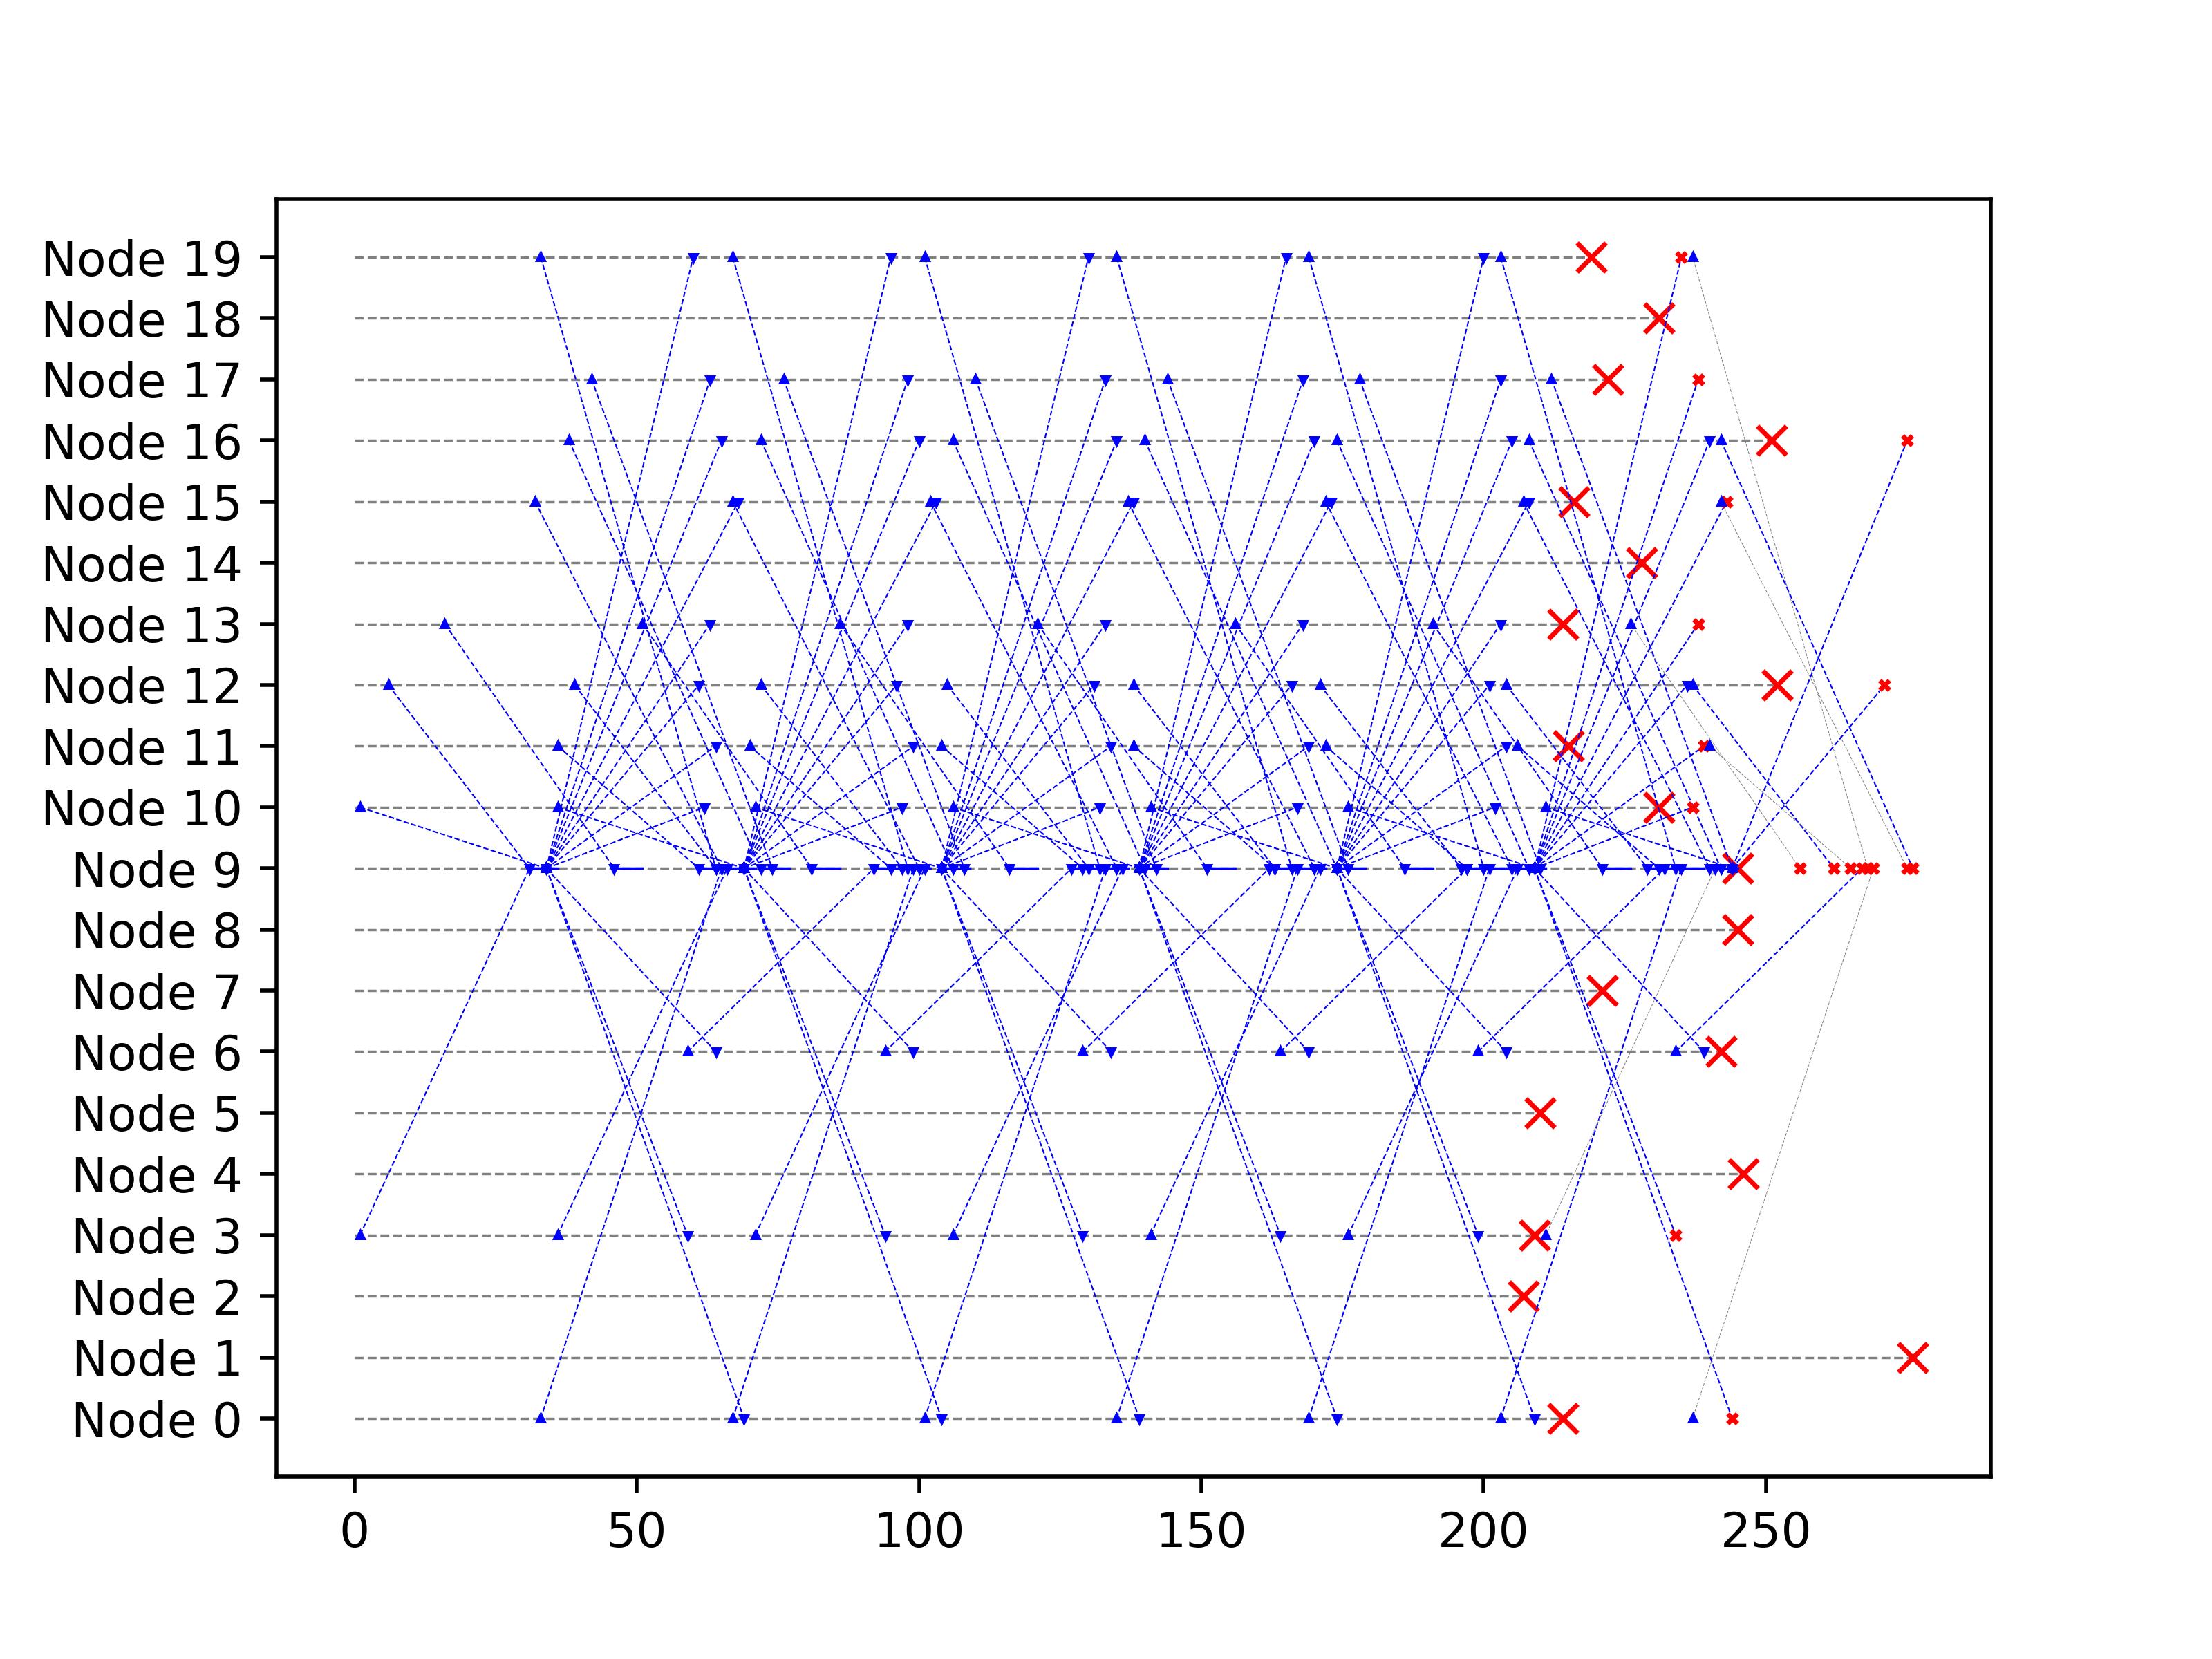 Node 19
Node 18
Node 17
Node 16
Node 15
Node 14
Node 13
Node 12
Node 11
Node 10
Node 9
Node 8
Node 7
Node 6
Node 5
Node 4
Node 3
Node 2
Node 1
Node 0
0 50 100 150 200 250